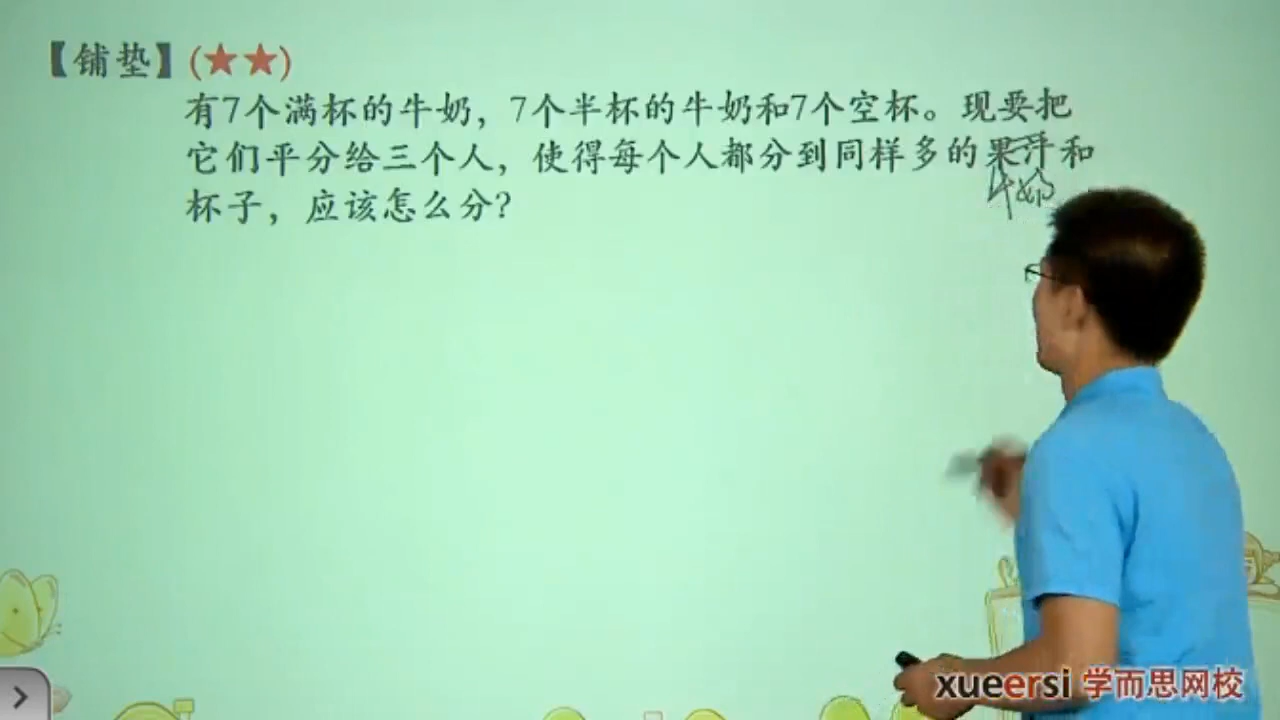 【铺垫】(★★)
有7个满杯的牛奶，7个半杯的牛奶和7个空杯。现要把
它们平分给三个人，使得每个人都分到同样多的果汁和
牛奶
杯子，应该怎么分？
xueersi 学而思网校